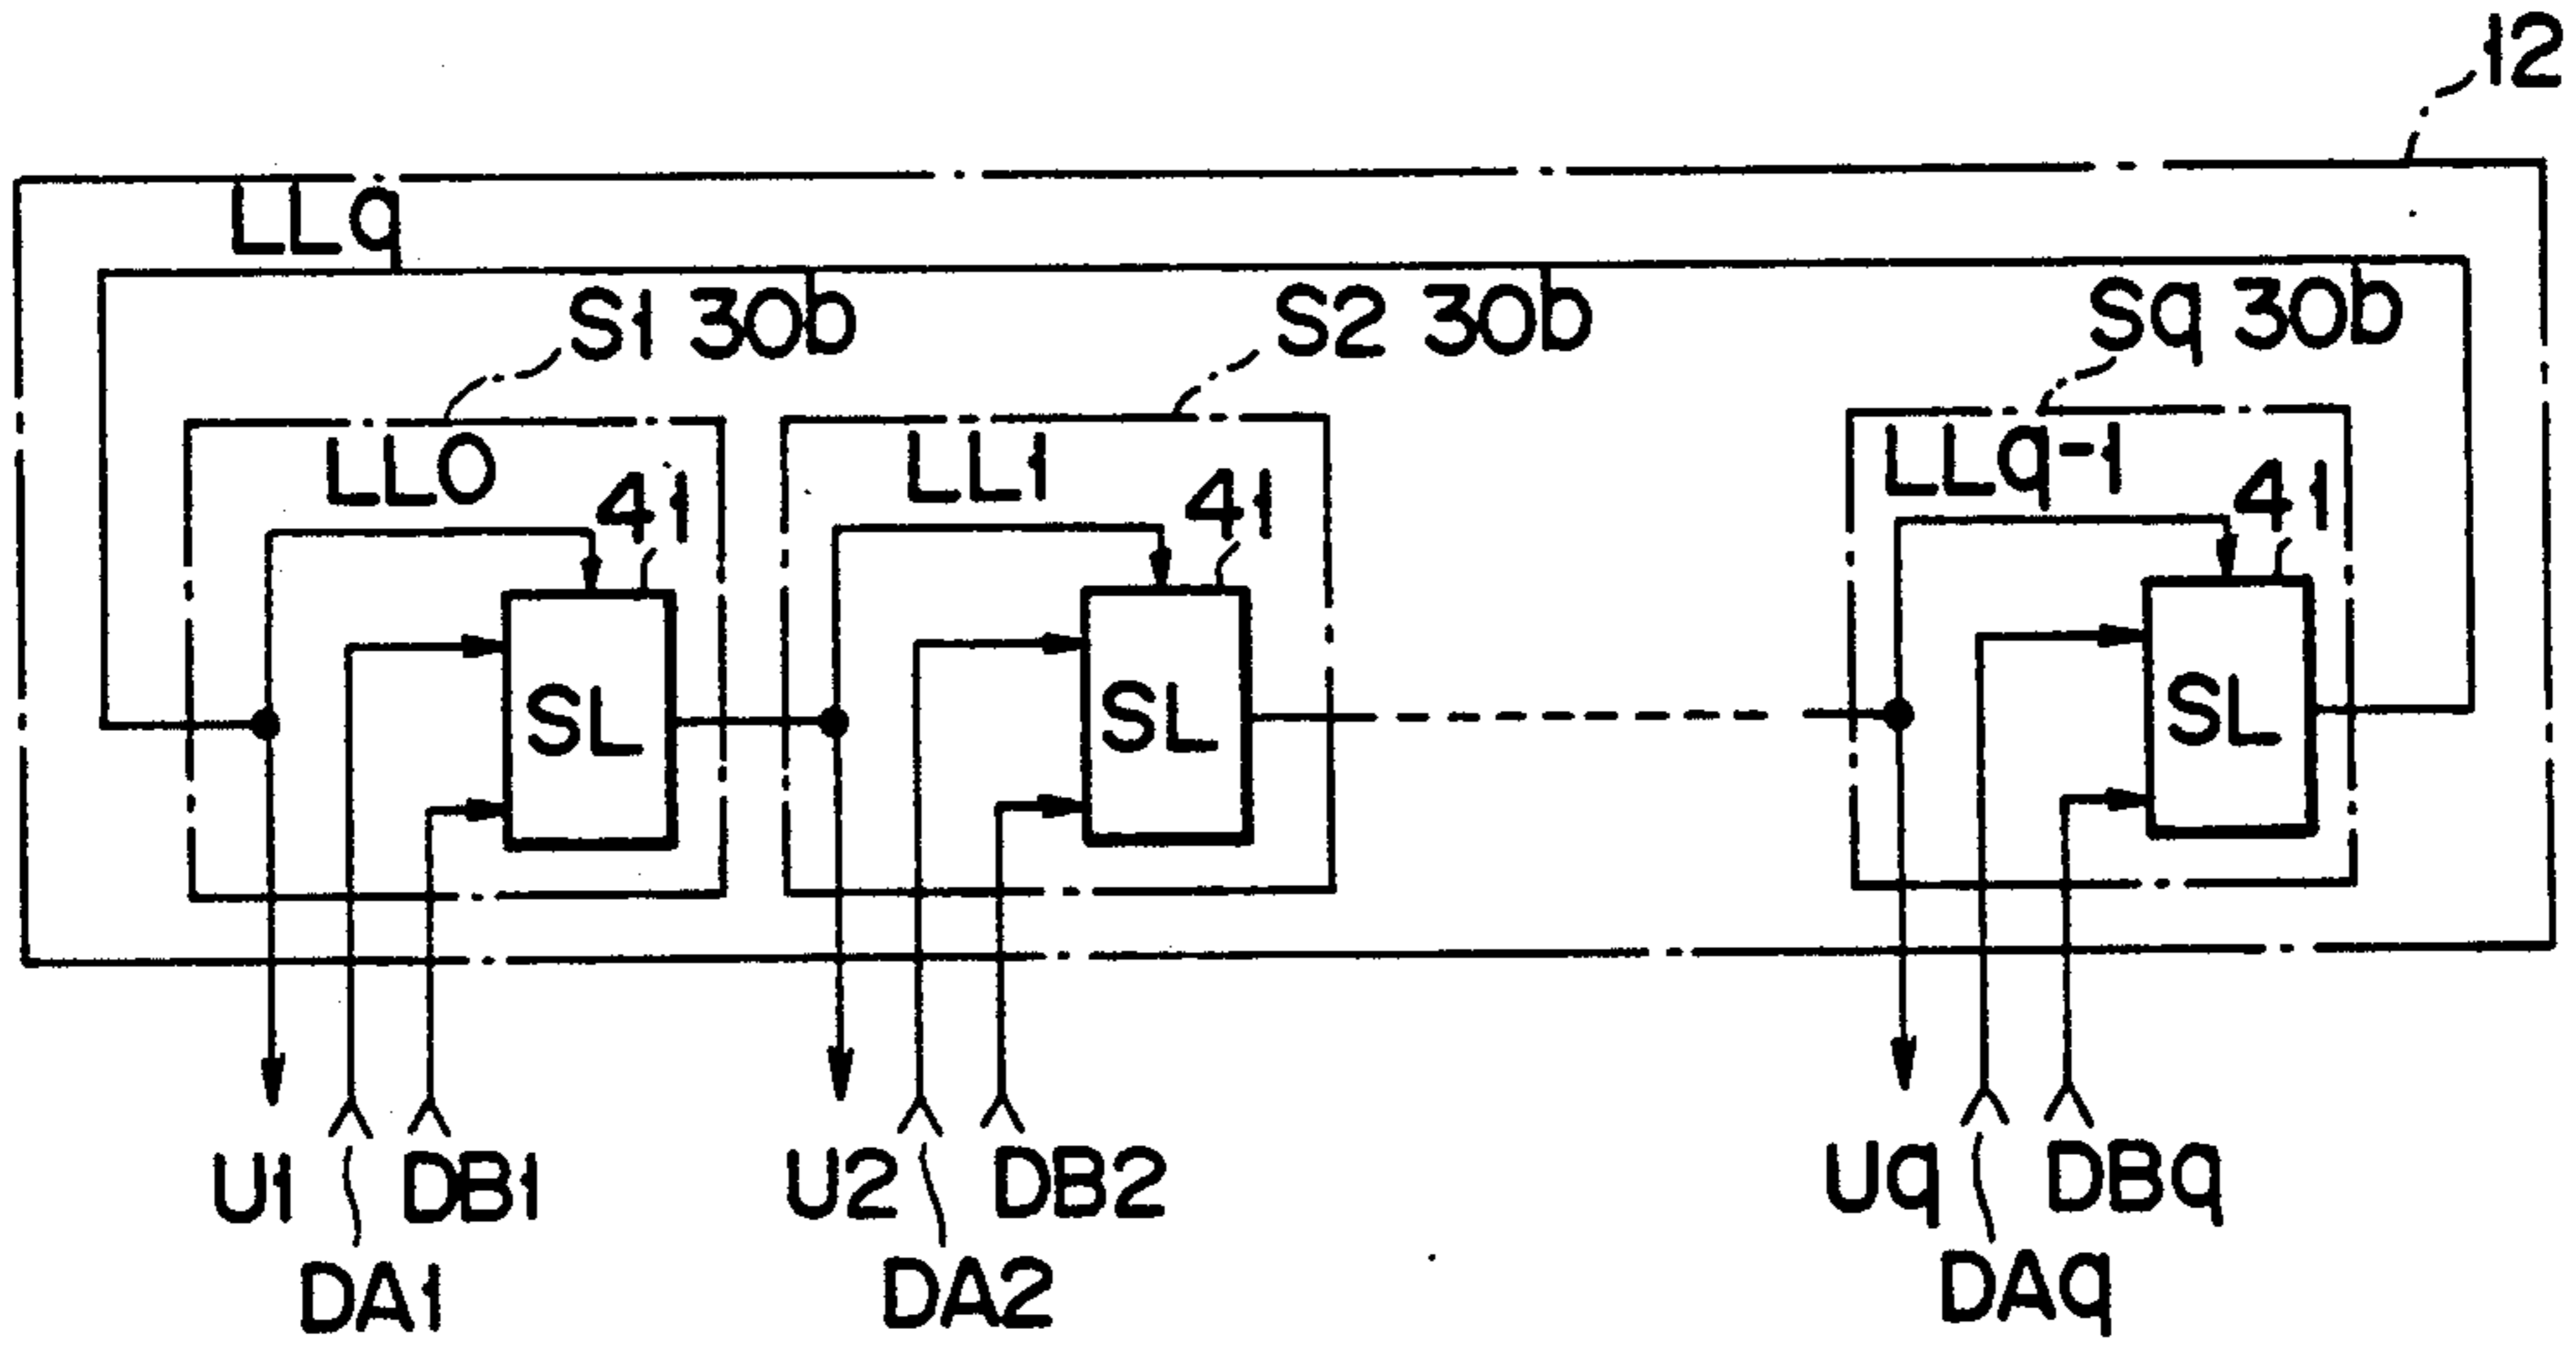 12
LLq
S1 30b
S2 30b
Sq 30b
LL0
41
LL1
41
LLq-1
41
SL
SL
SL
U1
DB1
U2
DB2
Uq
DBq
DA1
DA2
DAq